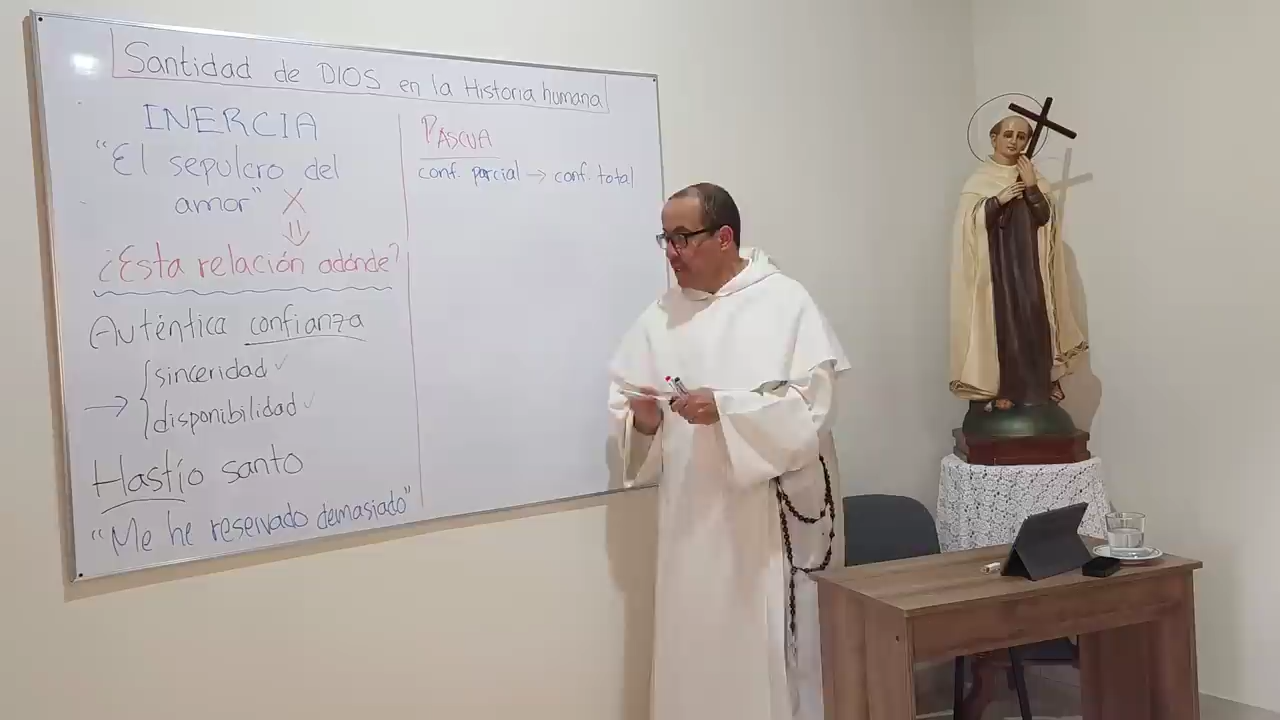 Santidad de DIOS en la Historia humana
INERCIA
"El sepulcro del
amor" X
¿Esta relación adónde?
Auténtica confianza
sinceridad ✓
→ disponibilidad ✓
Hastío santo
"Me he reservado demasiado"
PASCUA
conf. parcial → conf. total